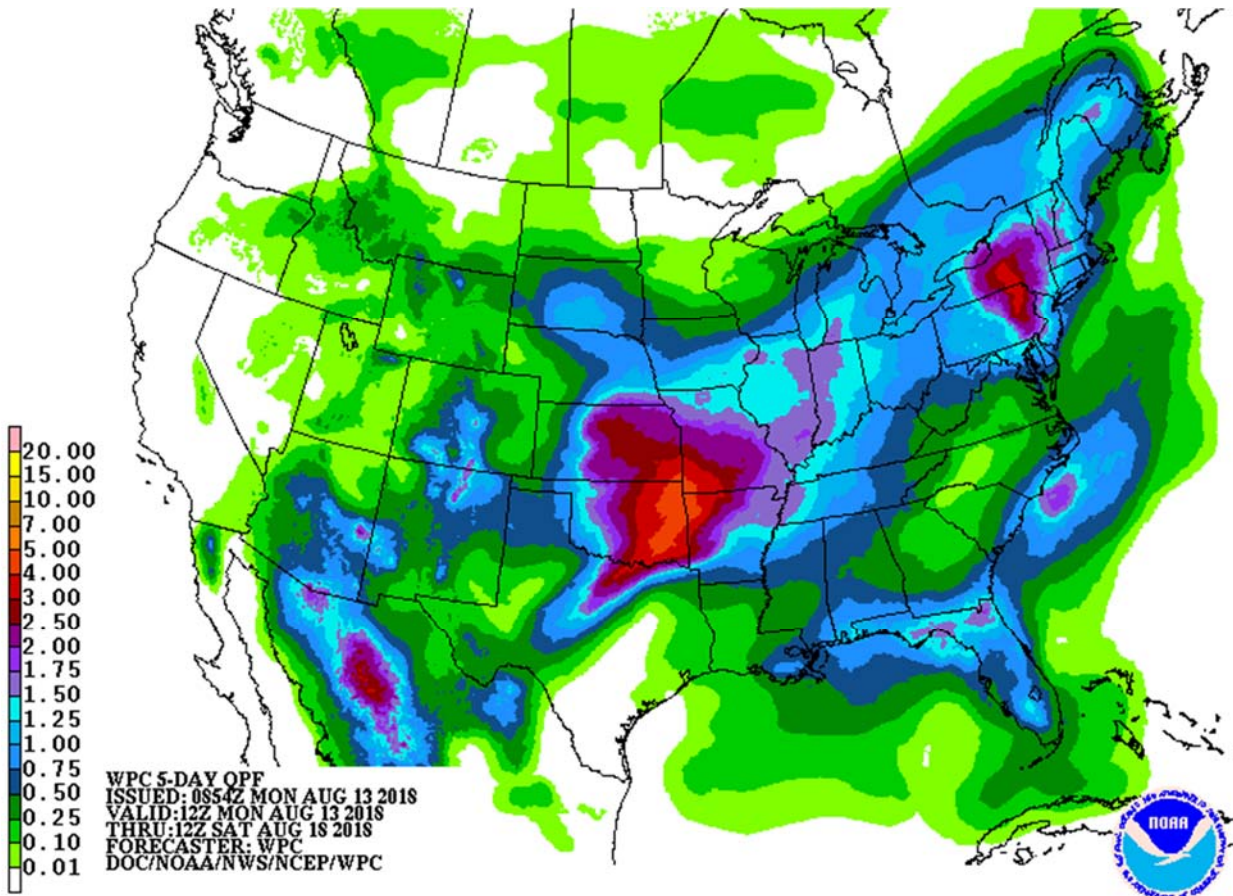 20.00
15.00
10.00
7.00
5.00
4.00
3.00
2.50
2.00
1.75
1.50
1.25
1.00
0.75
0.50
0.25
0.10
0.01
WPC 5-DAY QPF
ISSUED: 0854Z MON AUG 13 2018
VALID:12Z MON AUG 13 2018
THRU:12Z SAT AUG 18 2018
FORECASTER: WPC
DOC/NOAA/NWS/NCEP/WPC
NOAA